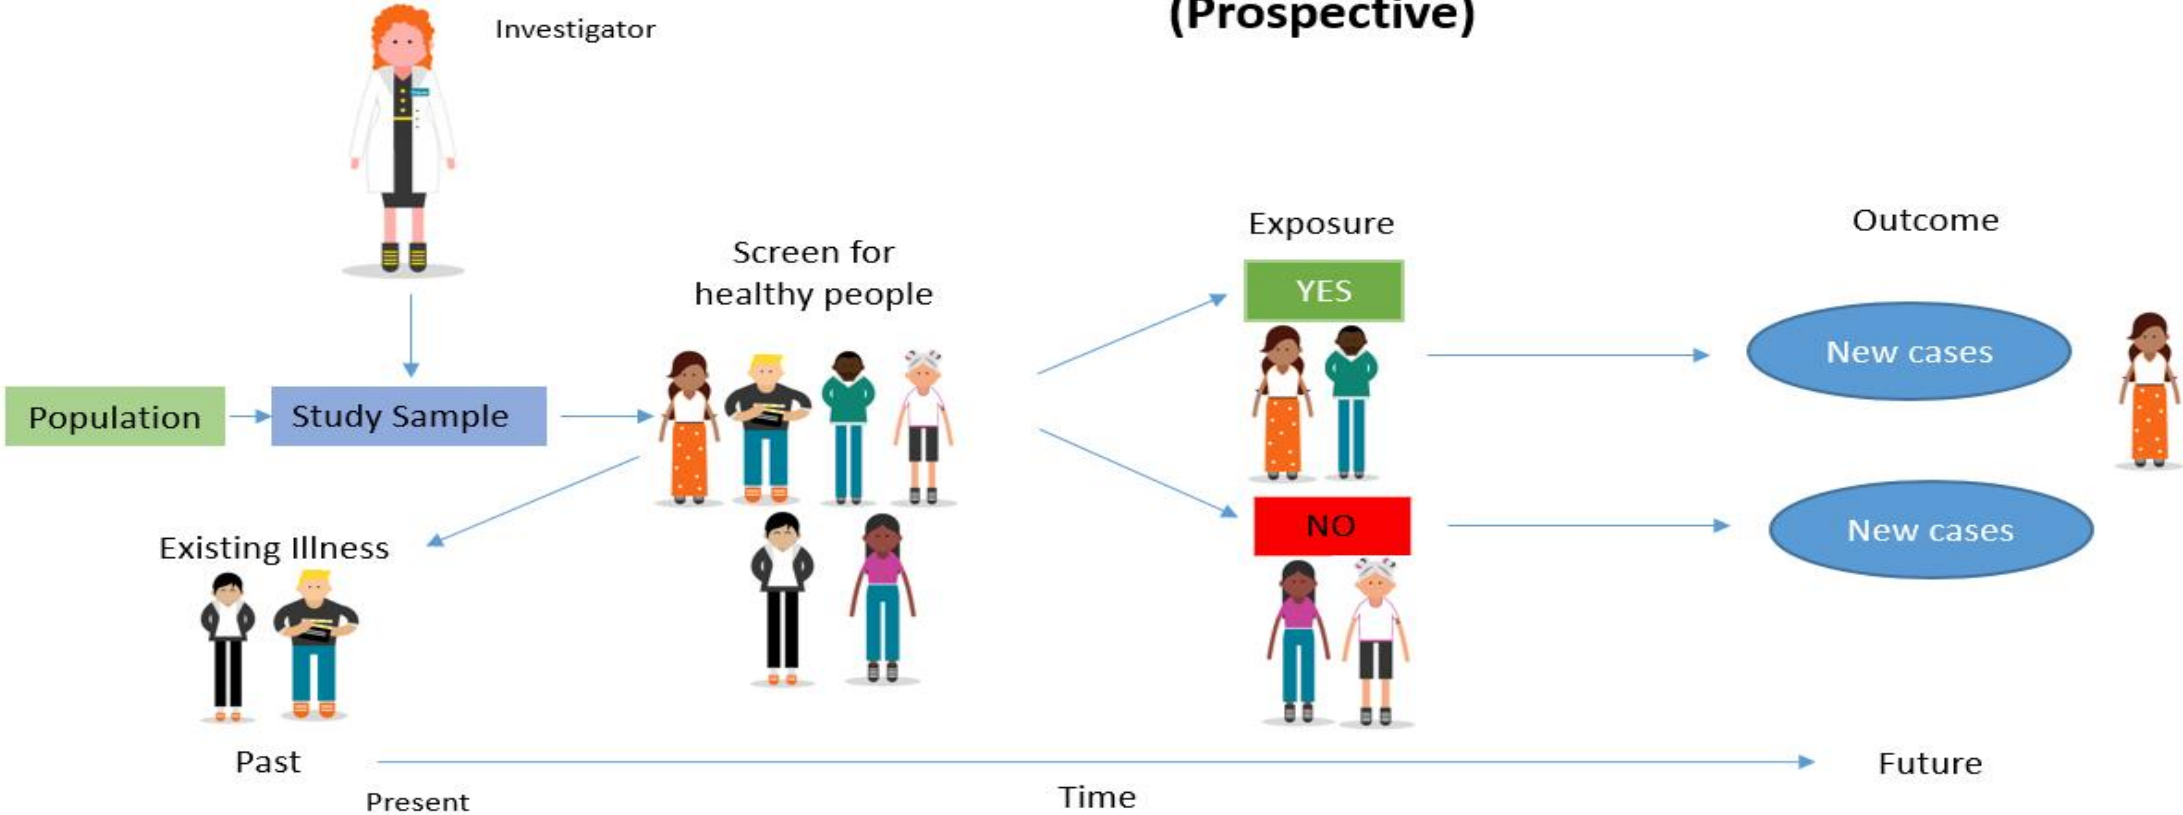 (Prospective)
Investigator
Screen for
healthy people
Exposure
Outcome
YES
New cases
Population
Study Sample
NO
New cases
Existing Illness
Past
Future
Present
Time